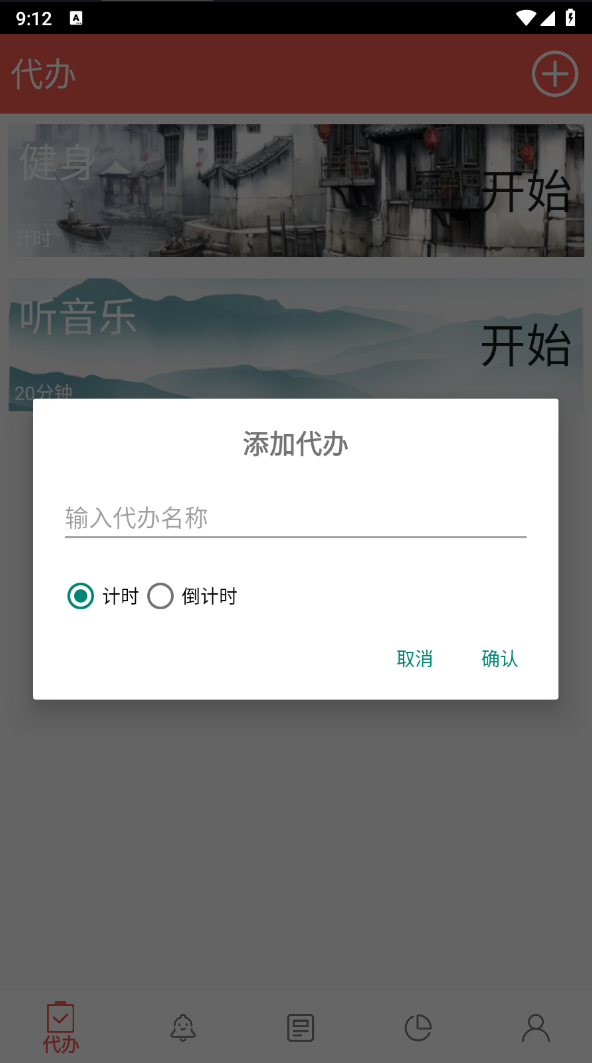 9:12
代办
健身
开始
计时
听音乐
开始
20分钟
添加代办
输入代办名称
计时 倒计时
取消 确认
代办